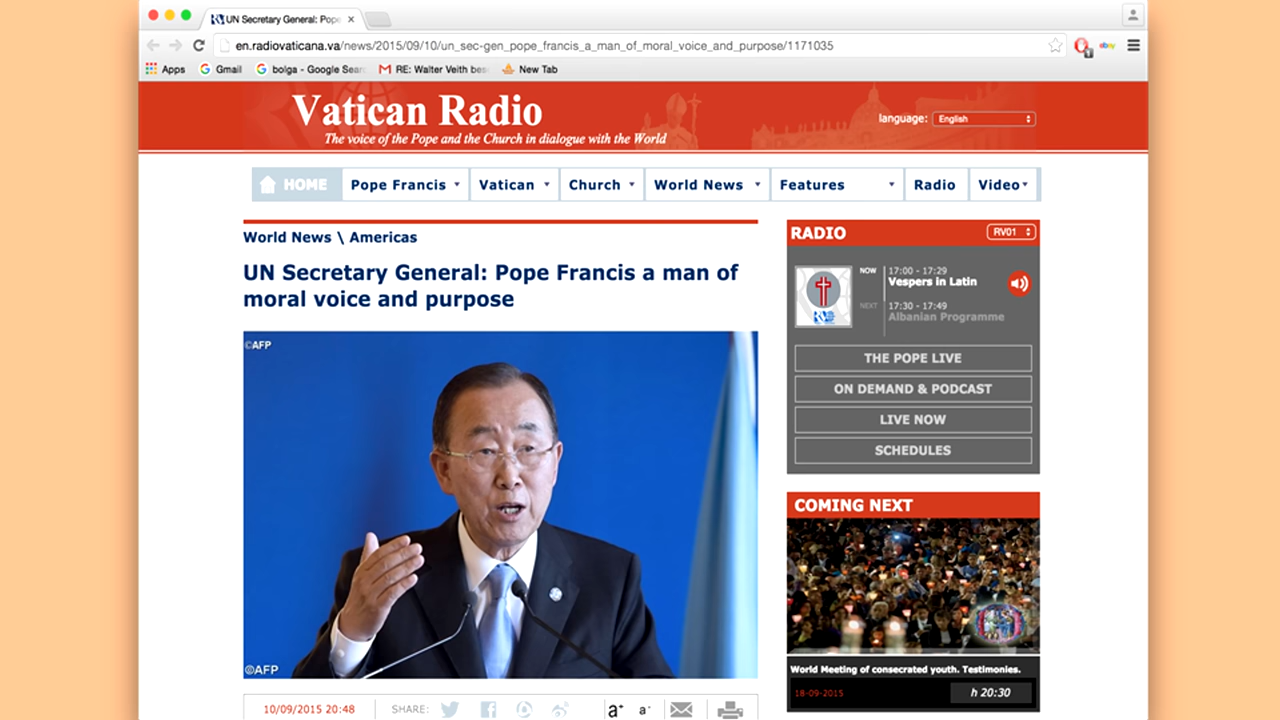 UN Secretary General: Pope
en.radiovaticana.va/news/2015/09/10/un_sec-gen_pope_francis_a_man_of_moral_voice_and_purpose/1171035
Apps Gmail bolga - Google Sear RE: Walter Veith bes New Tab
Vatican Radio
The voice of the Pope and the Church in dialogue with the World
language: English
HOME Pope Francis Vatican Church World News Features Radio Video
World News \ Americas
UN Secretary General: Pope Francis a man of
moral voice and purpose
©AFP
©AFP
10/09/2015 20:48 SHARE: a+ a-
RADIO RV01
NOW 17:00 - 17:29
Vespers in Latin
NEXT 17:30 - 17:49
Albanian Programme
THE POPE LIVE
ON DEMAND & PODCAST
LIVE NOW
SCHEDULES
COMING NEXT
World Meeting of consecrated youth. Testimonies.
18-09-2015 h 20:30